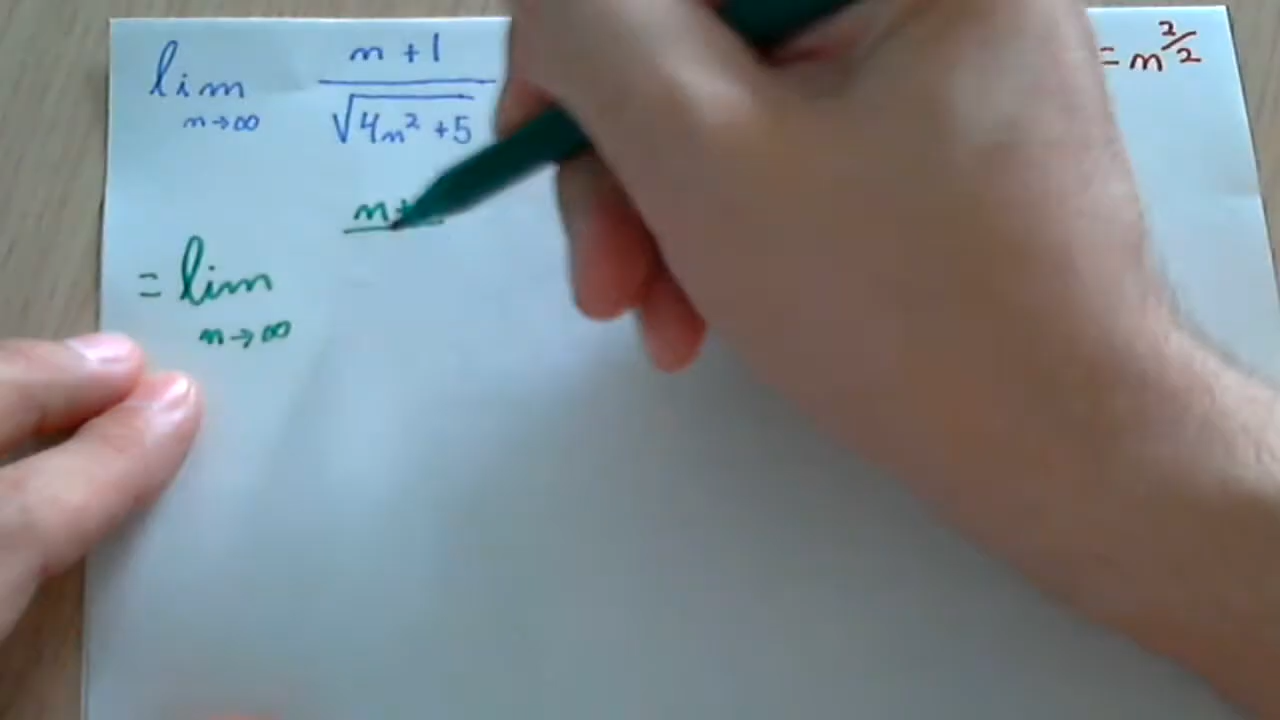 lim n→∞ n+1 / √4n²+5
= n^2/2
= lim n→∞ n+